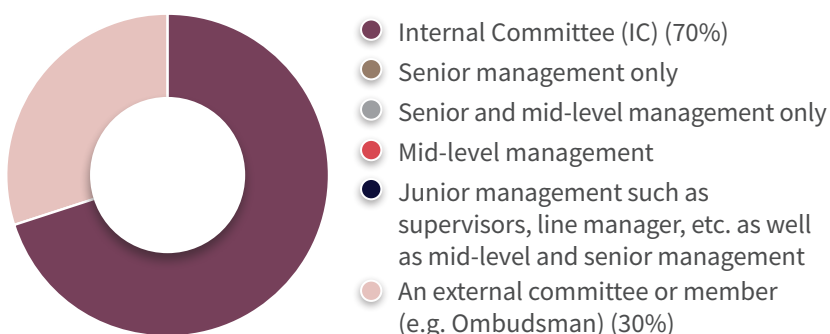 Internal Committee (IC) (70%)
Senior management only
Senior and mid-level management only
Mid-level management
Junior management such as
supervisors, line manager, etc. as well
as mid-level and senior management
An external committee or member
(e.g. Ombudsman) (30%)